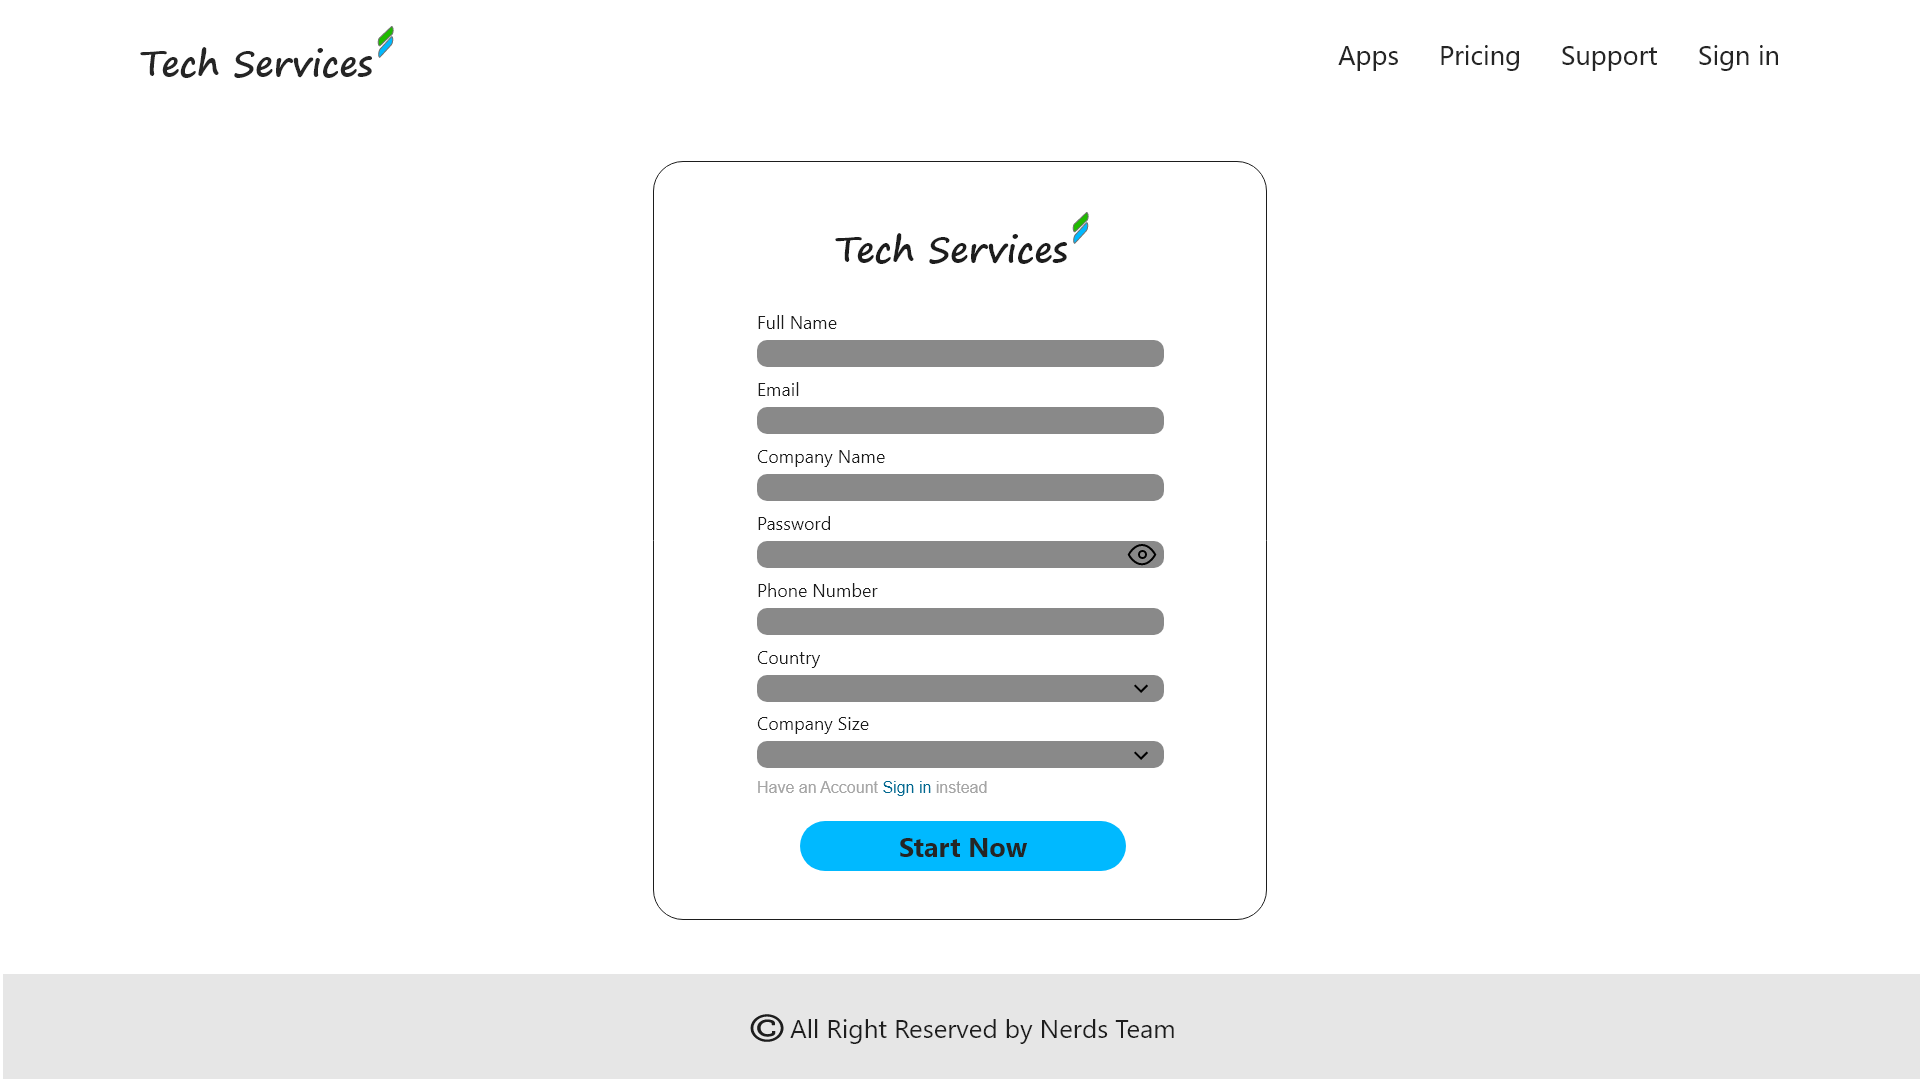 Tech Services
Apps Pricing Support Sign in
Tech Services
Full Name
Email
Company Name
Password
Phone Number
Country
Company Size
Have an Account Sign in instead
Start Now
© All Right Reserved by Nerds Team